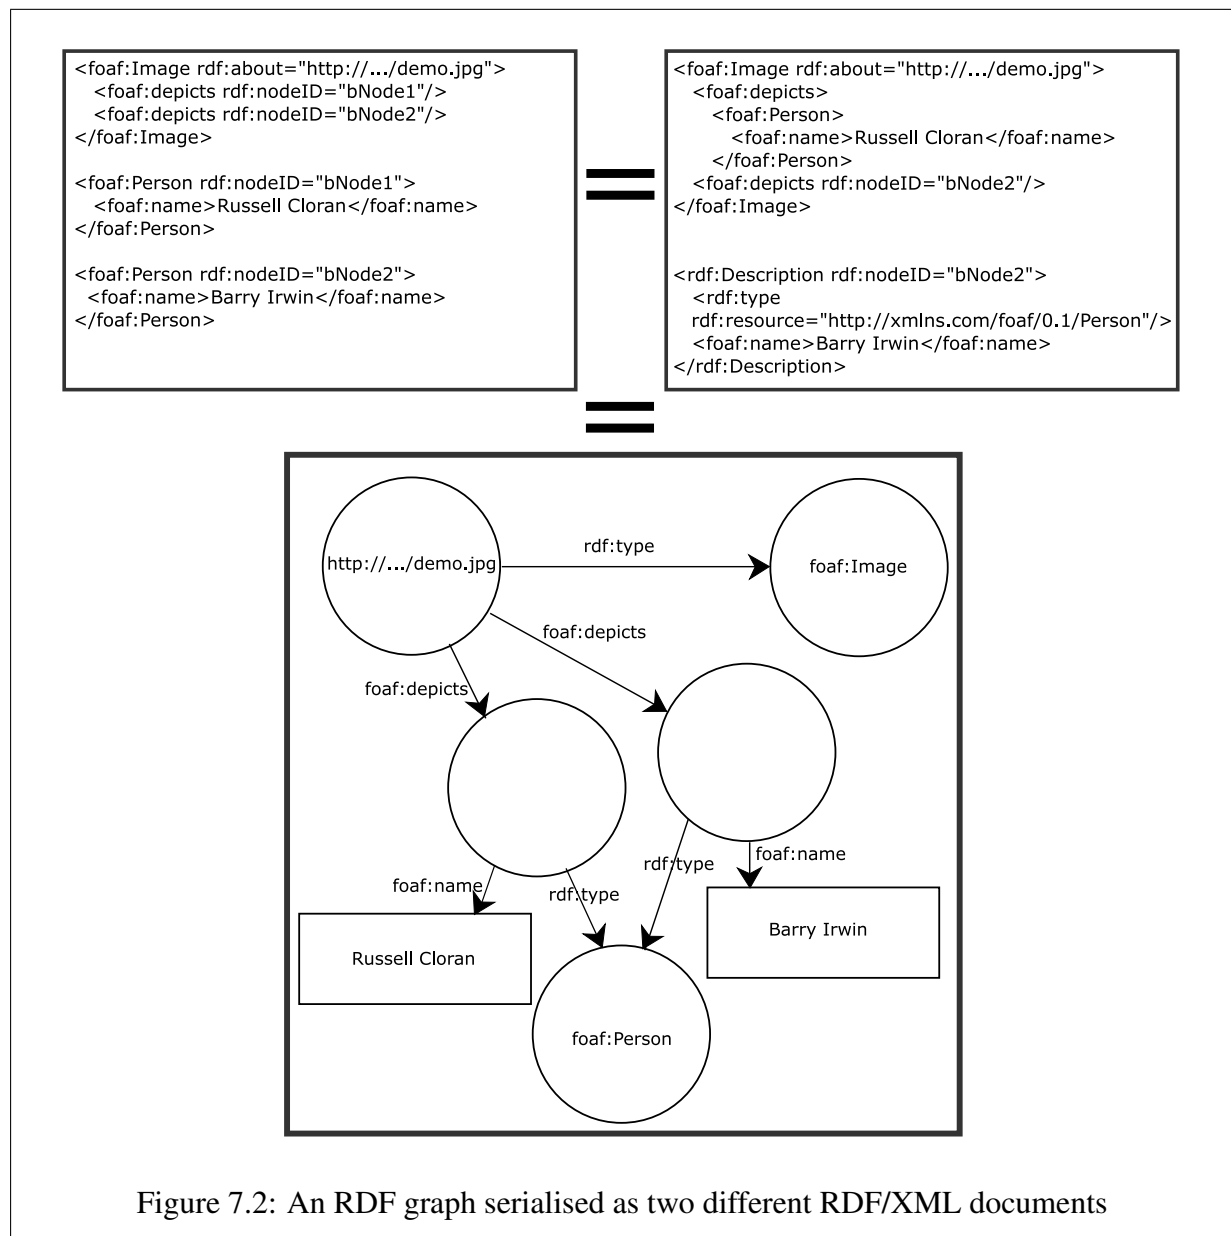 <foaf:Image rdf:about="http://.../demo.jpg">
<foaf:depicts rdf:nodeID="bNode1"/>
<foaf:depicts rdf:nodeID="bNode2"/>
</foaf:Image>
<foaf:Person rdf:nodeID="bNode1">
<foaf:name>Russell Cloran</foaf:name>
</foaf:Person>
<foaf:Person rdf:nodeID="bNode2">
<foaf:name>Barry Irwin</foaf:name>
</foaf:Person>
<foaf:Image rdf:about="http://.../demo.jpg">
<foaf:depicts>
<foaf:Person>
<foaf:name>Russell Cloran</foaf:name>
</foaf:Person>
<foaf:depicts rdf:nodeID="bNode2"/>
</foaf:Image>
<rdf:Description rdf:nodeID="bNode2">
<rdf:type
rdf:resource="http://xmlns.com/foaf/0.1/Person"/>
<foaf:name>Barry Irwin</foaf:name>
</rdf:Description>
http://.../demo.jpg
rdf:type
foaf:Image
foaf:depicts
foaf:depicts
foaf:name
rdf:type
rdf:type
foaf:name
Russell Cloran
Barry Irwin
foaf:Person
Figure 7.2: An RDF graph serialised as two different RDF/XML documents